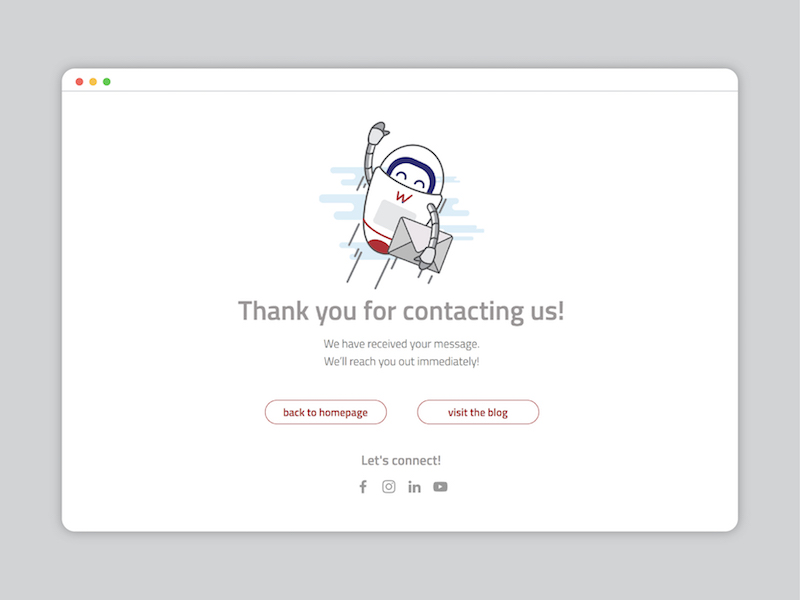 W
Thank you for contacting us!
We have received your message.
We'll reach you out immediately!
back to homepage
visit the blog
Let's connect!